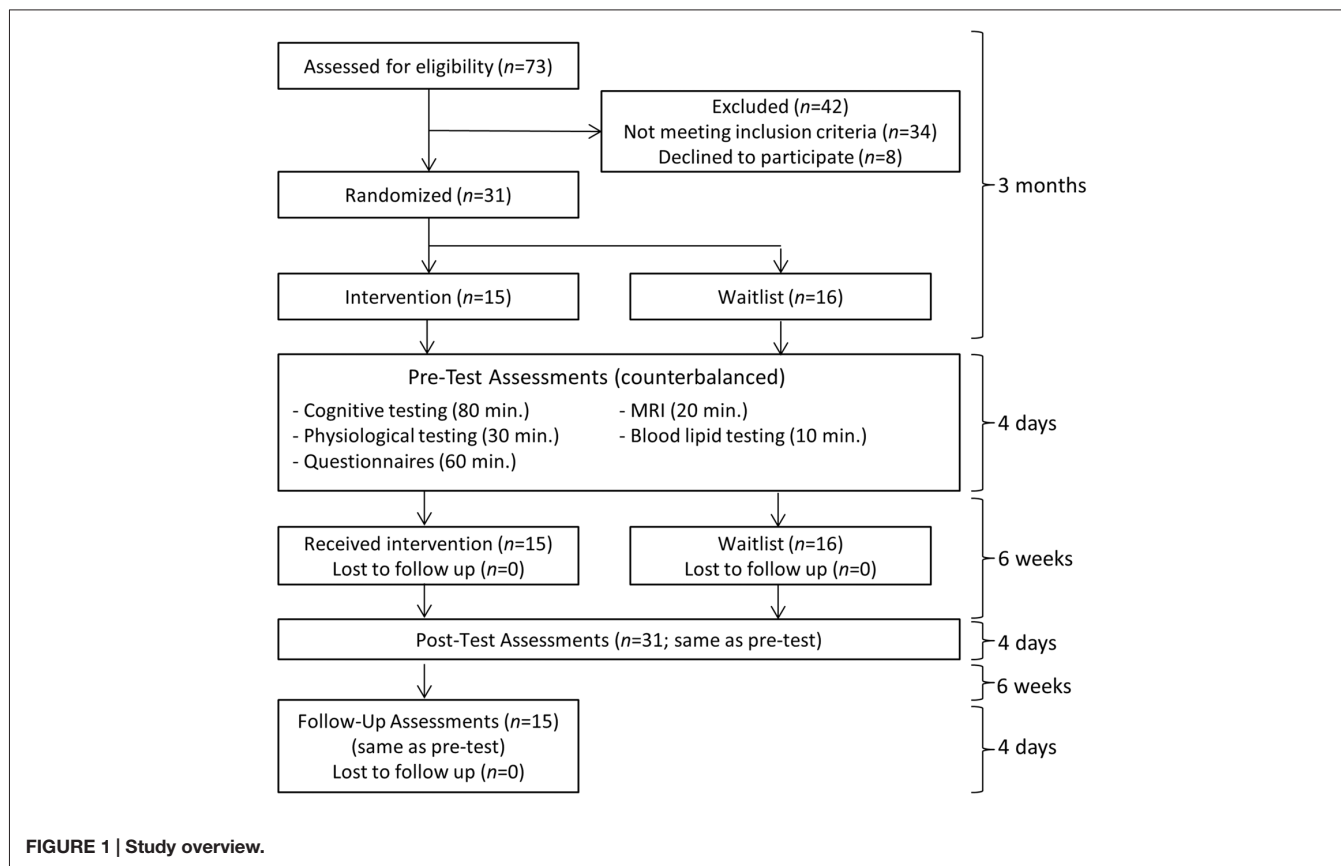 Assessed for eligibility (n=73)
Excluded (n=42)
Not meeting inclusion criteria (n=34)
Declined to participate (n=8)
3 months
Randomized (n=31)
Intervention (n=15)
Waitlist (n=16)
Pre-Test Assessments (counterbalanced)
- Cognitive testing (80 min.)
- Physiological testing (30 min.)
- Questionnaires (60 min.)
- MRI (20 min.)
- Blood lipid testing (10 min.)
4 days
Received intervention (n=15)
Lost to follow up (n=0)
Waitlist (n=16)
Lost to follow up (n=0)
6 weeks
Post-Test Assessments (n=31; same as pre-test)
4 days
6 weeks
Follow-Up Assessments (n=15)
(same as pre-test)
Lost to follow up (n=0)
4 days
FIGURE 1 | Study overview.